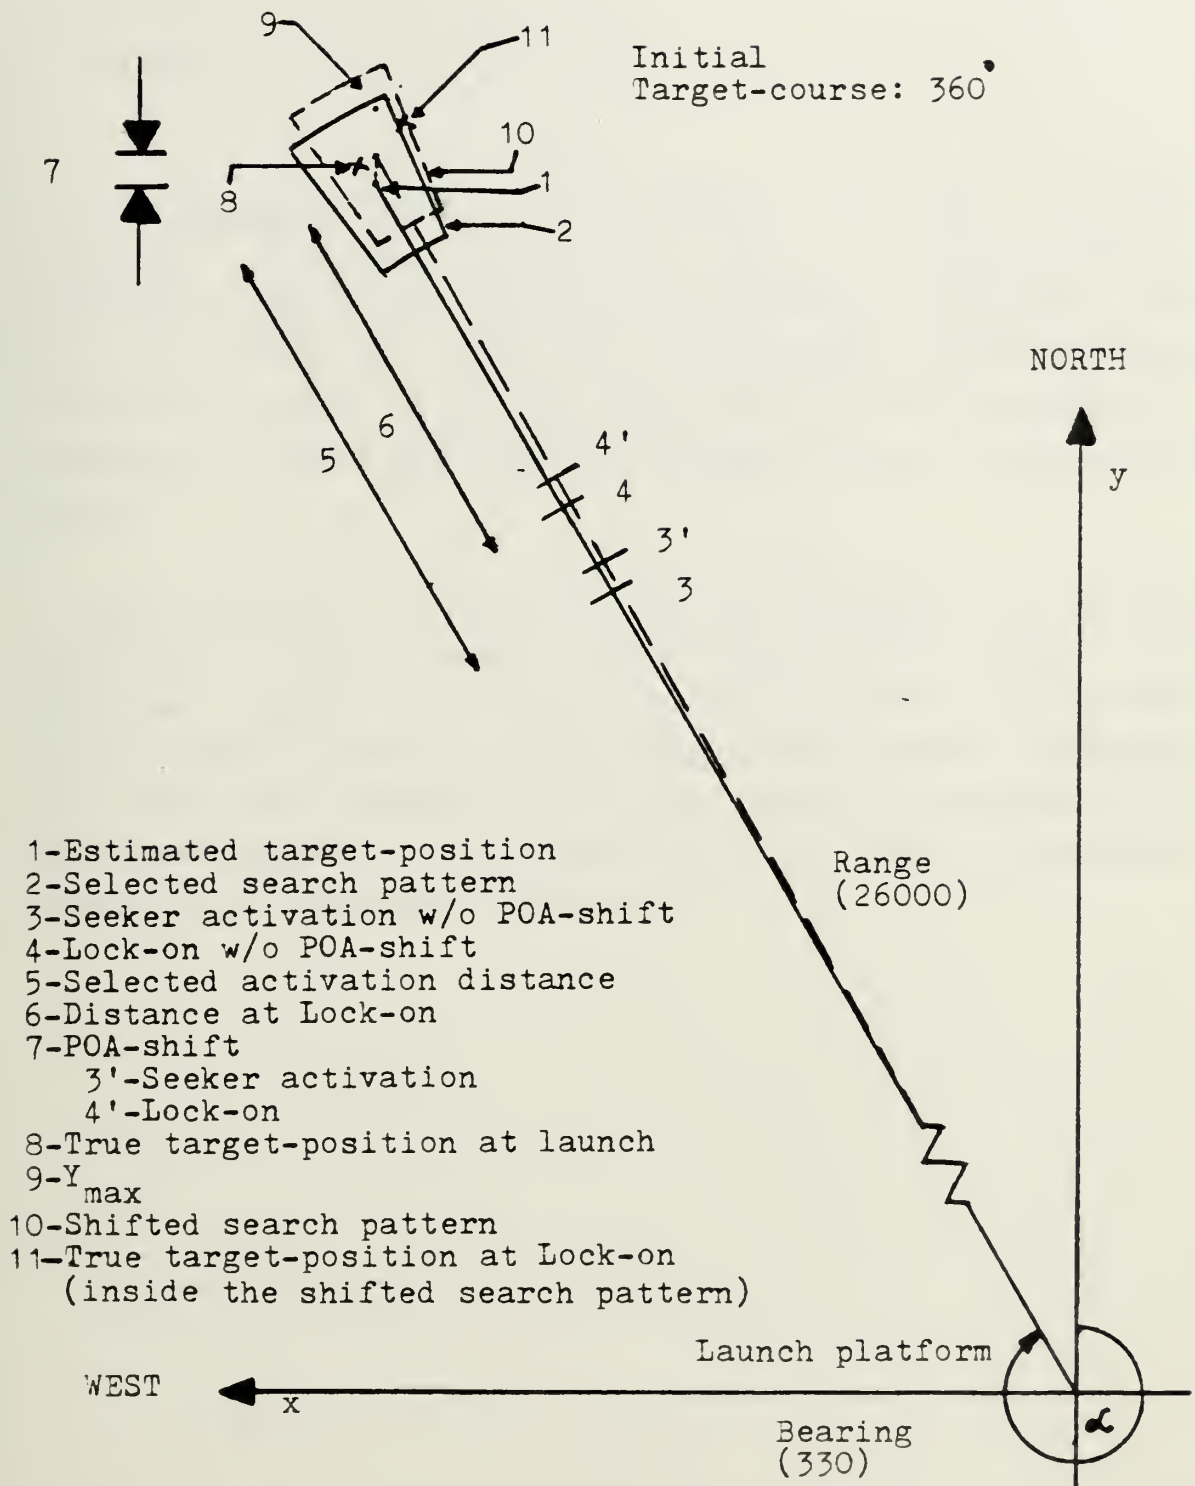 9
11
Initial
Target-course: 360°
10
7
8
1
2
NORTH
y
6
5
4'
4
3'
3
Range
(26000)
1-Estimated target-position
2-Selected search pattern
3-Seeker activation w/o POA-shift
4-Lock-on w/o POA-shift
5-Selected activation distance
6-Distance at Lock-on
7-POA-shift
3'-Seeker activation
4'-Lock-on
8-True target-position at launch
9-Ymax
10-Shifted search pattern
11-True target-position at Lock-on
(inside the shifted search pattern)
Launch platform
WEST
x
α
Bearing
(330)